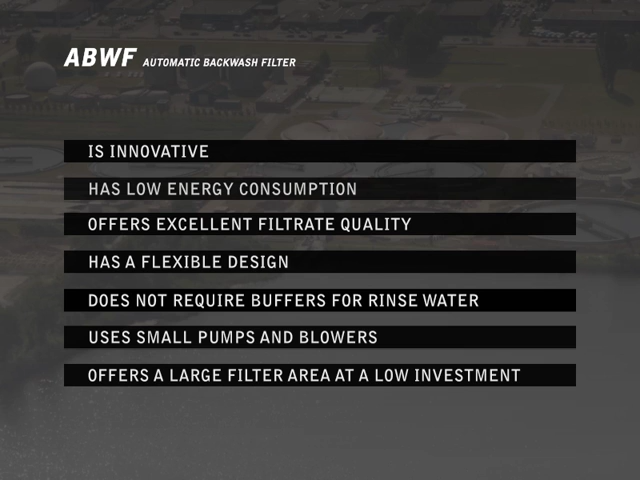 ABWF AUTOMATIC BACKWASH FILTER
IS INNOVATIVE
HAS LOW ENERGY CONSUMPTION
OFFERS EXCELLENT FILTRATE QUALITY
HAS A FLEXIBLE DESIGN
DOES NOT REQUIRE BUFFERS FOR RINSE WATER
USES SMALL PUMPS AND BLOWERS
OFFERS A LARGE FILTER AREA AT A LOW INVESTMENT